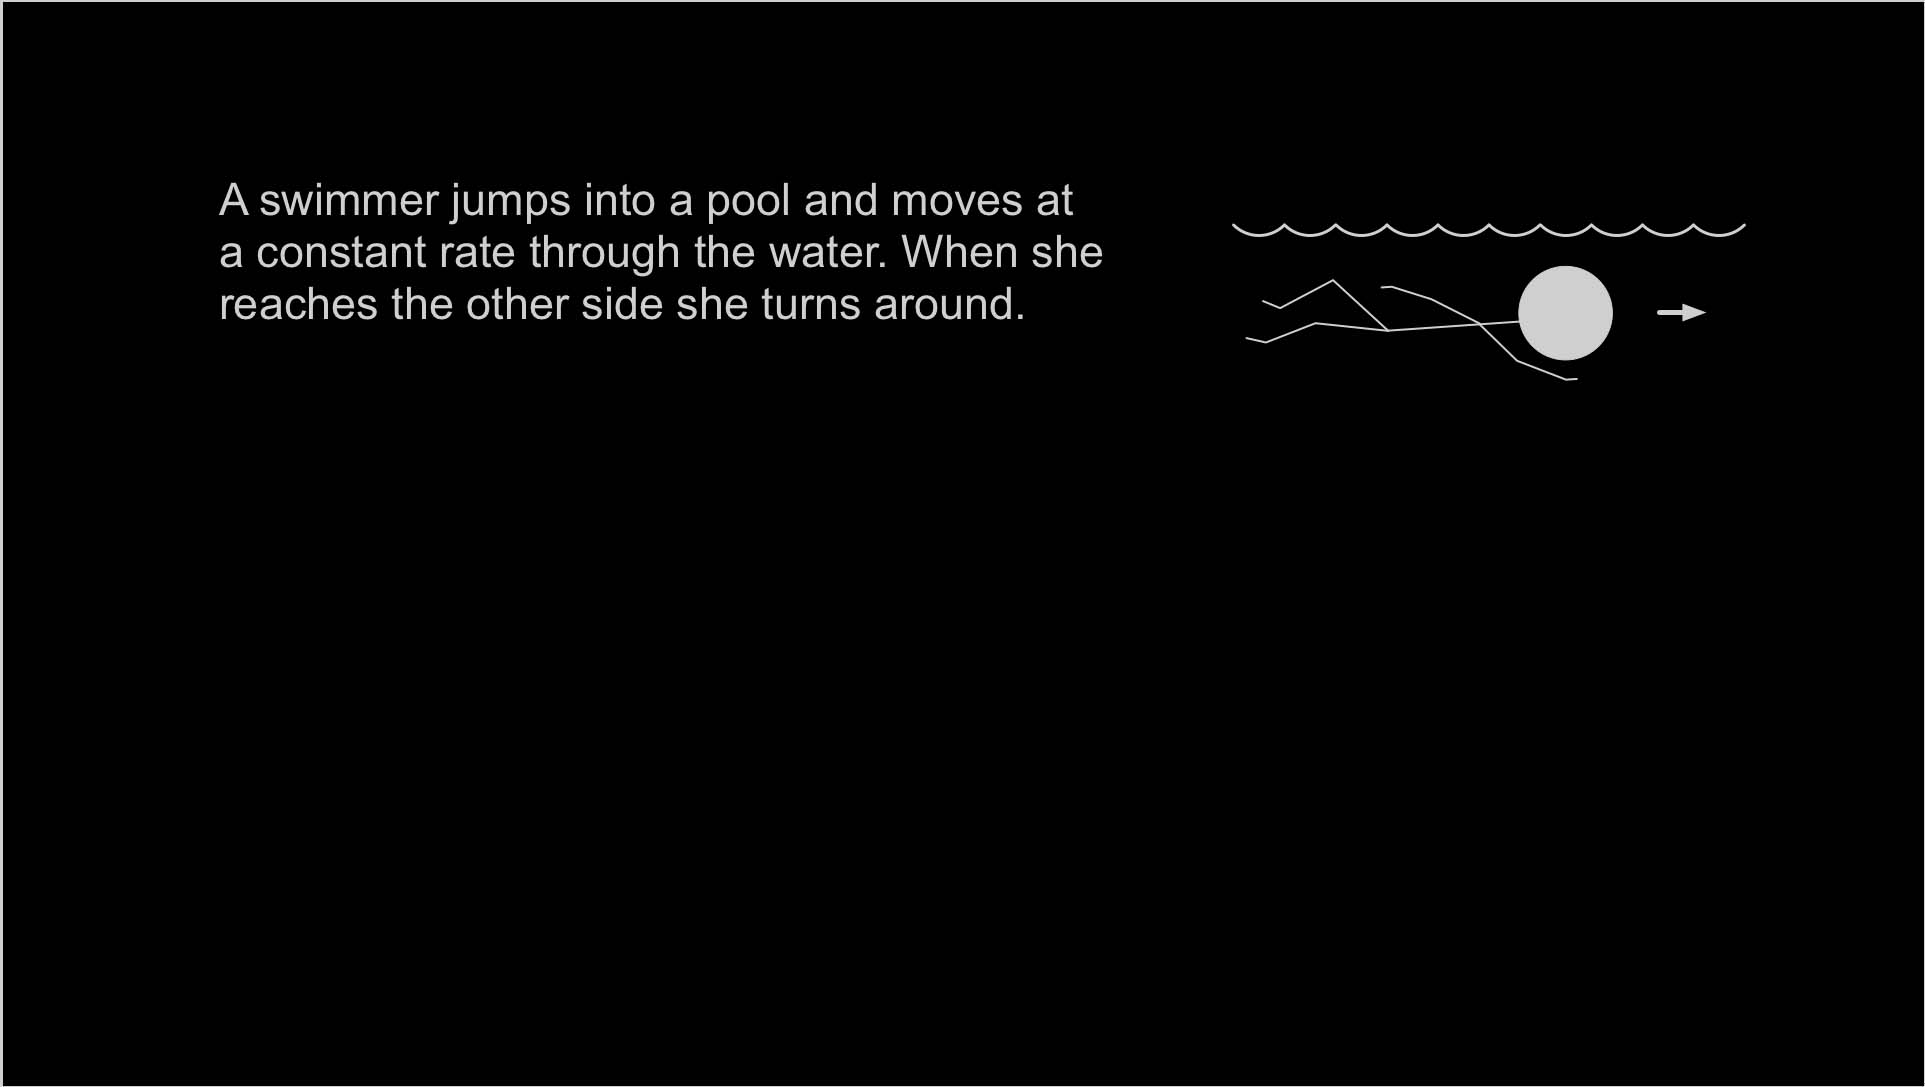 A swimmer jumps into a pool and moves at
a constant rate through the water. When she
reaches the other side she turns around.